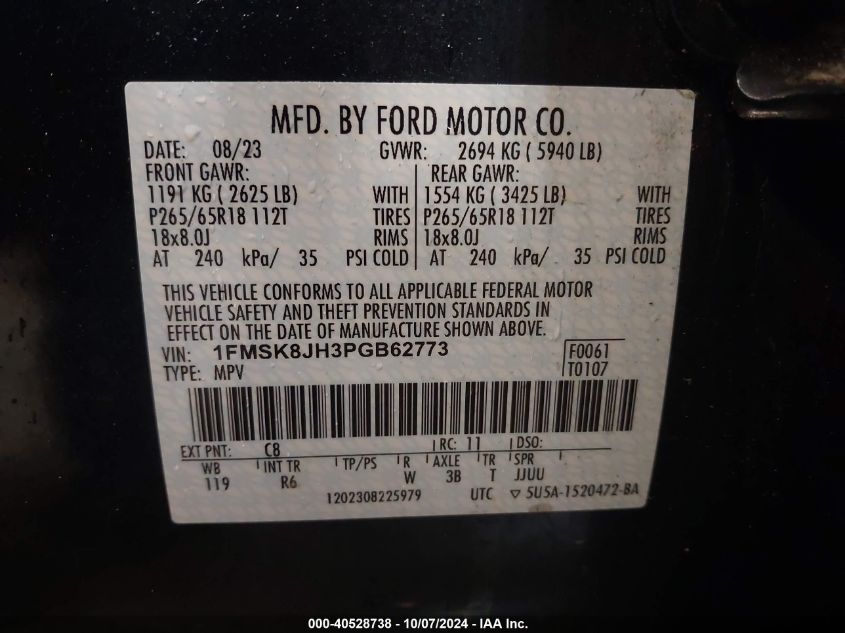 MFD. BY FORD MOTOR CO.
DATE: 08/23 GVWR: 2694 KG ( 5940 LB)
FRONT GAWR: REAR GAWR:
1191 KG ( 2625 LB) WITH 1554 KG ( 3425 LB) WITH
P265/65R18 112T TIRES P265/65R18 112T TIRES
18x8.0J RIMS 18x8.0J RIMS
AT 240 kPa/ 35 PSI COLD AT 240 kPa/ 35 PSI COLD
THIS VEHICLE CONFORMS TO ALL APPLICABLE FEDERAL MOTOR
VEHICLE SAFETY AND THEFT PREVENTION STANDARDS IN
EFFECT ON THE DATE OF MANUFACTURE SHOWN ABOVE.
VIN: 1FMSK8JH3PGB62773 F0061
TYPE: MPV T0107
EXT PNT: C8 RC: 11 DSO:
WB INT TR TP/PS R AXLE TR SPR
119 R6 W 3B T JJUU
1202308225979 UTC ▽ 5U5A-1520472-BA
000-40528738 - 10/07/2024 - IAA Inc.